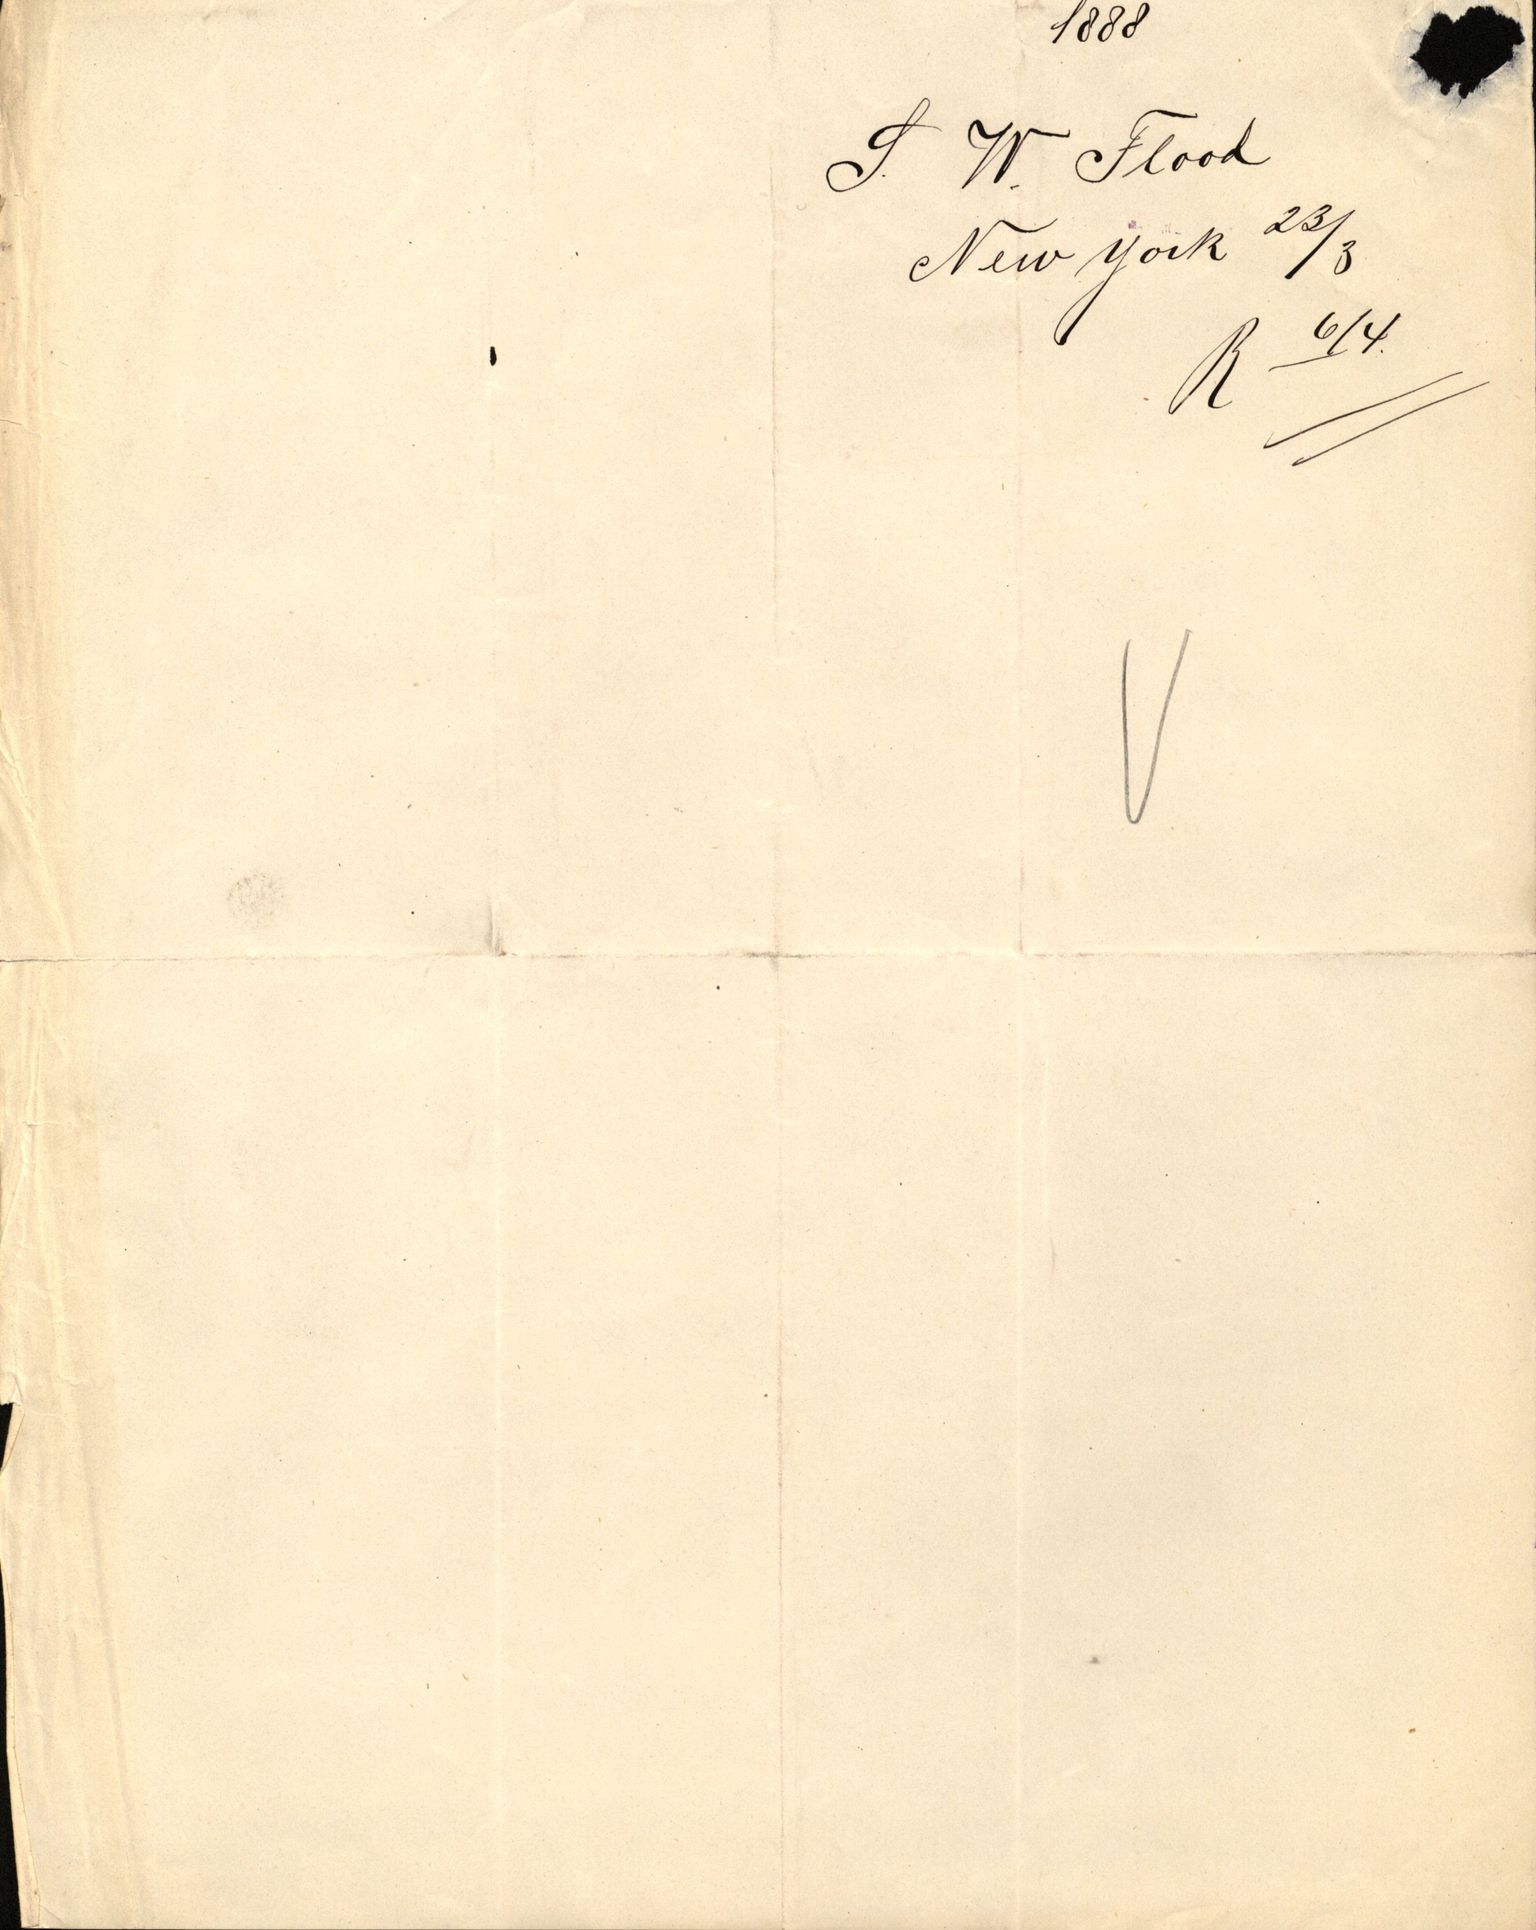 1888
S. W. Flood
New York 23/3
R 6/4.
V